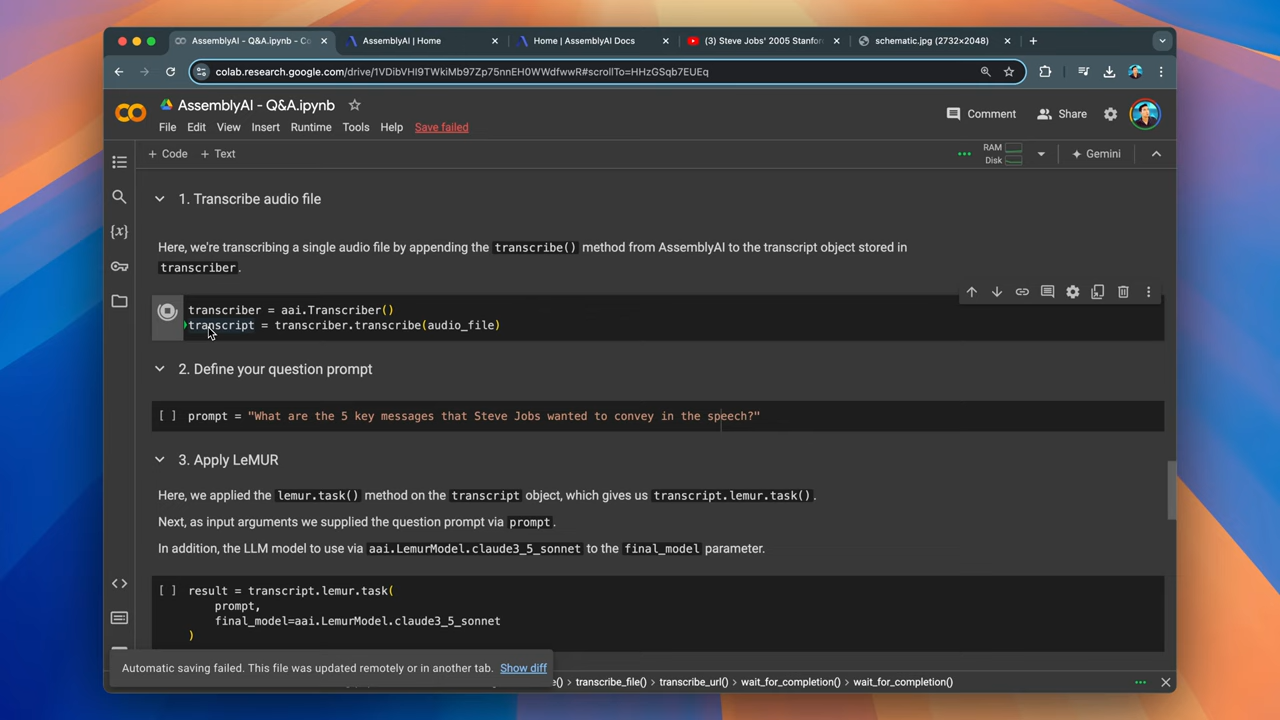 AssemblyAI - Q&A.ipynb - Co
AssemblyAI | Home
Home | AssemblyAI Docs
(3) Steve Jobs' 2005 Stanfor
schematic.jpg (2732×2048)
colab.research.google.com/drive/1VDibVHI9TWkiMb97Zp75nnEH0WWdfwwR#scrollTo=HHzGSqb7EUEq
AssemblyAI - Q&A.ipynb
File Edit View Insert Runtime Tools Help Save failed
Comment Share
+ Code + Text
RAM
Disk
Gemini
1. Transcribe audio file
Here, we're transcribing a single audio file by appending the transcribe() method from AssemblyAI to the transcript object stored in
transcriber.
transcriber = aai.Transcriber()
transcript = transcriber.transcribe(audio_file)
2. Define your question prompt
[ ] prompt = "What are the 5 key messages that Steve Jobs wanted to convey in the speech?"
3. Apply LeMUR
Here, we applied the lemur.task() method on the transcript object, which gives us transcript.lemur.task().
Next, as input arguments we supplied the question prompt via prompt.
In addition, the LLM model to use via aai.LemurModel.claude3_5_sonnet to the final_model parameter.
[ ] result = transcript.lemur.task(
prompt,
final_model=aai.LemurModel.claude3_5_sonnet
)
Automatic saving failed. This file was updated remotely or in another tab. Show diff
transcribe_file() transcribe_url() wait_for_completion() wait_for_completion()